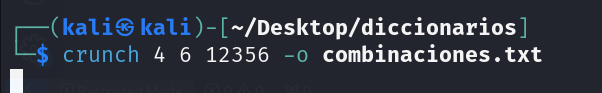 ┌──(kali㉿kali)-[~/Desktop/diccionarios]
└─$ crunch 4 6 12356 -o combinaciones.txt